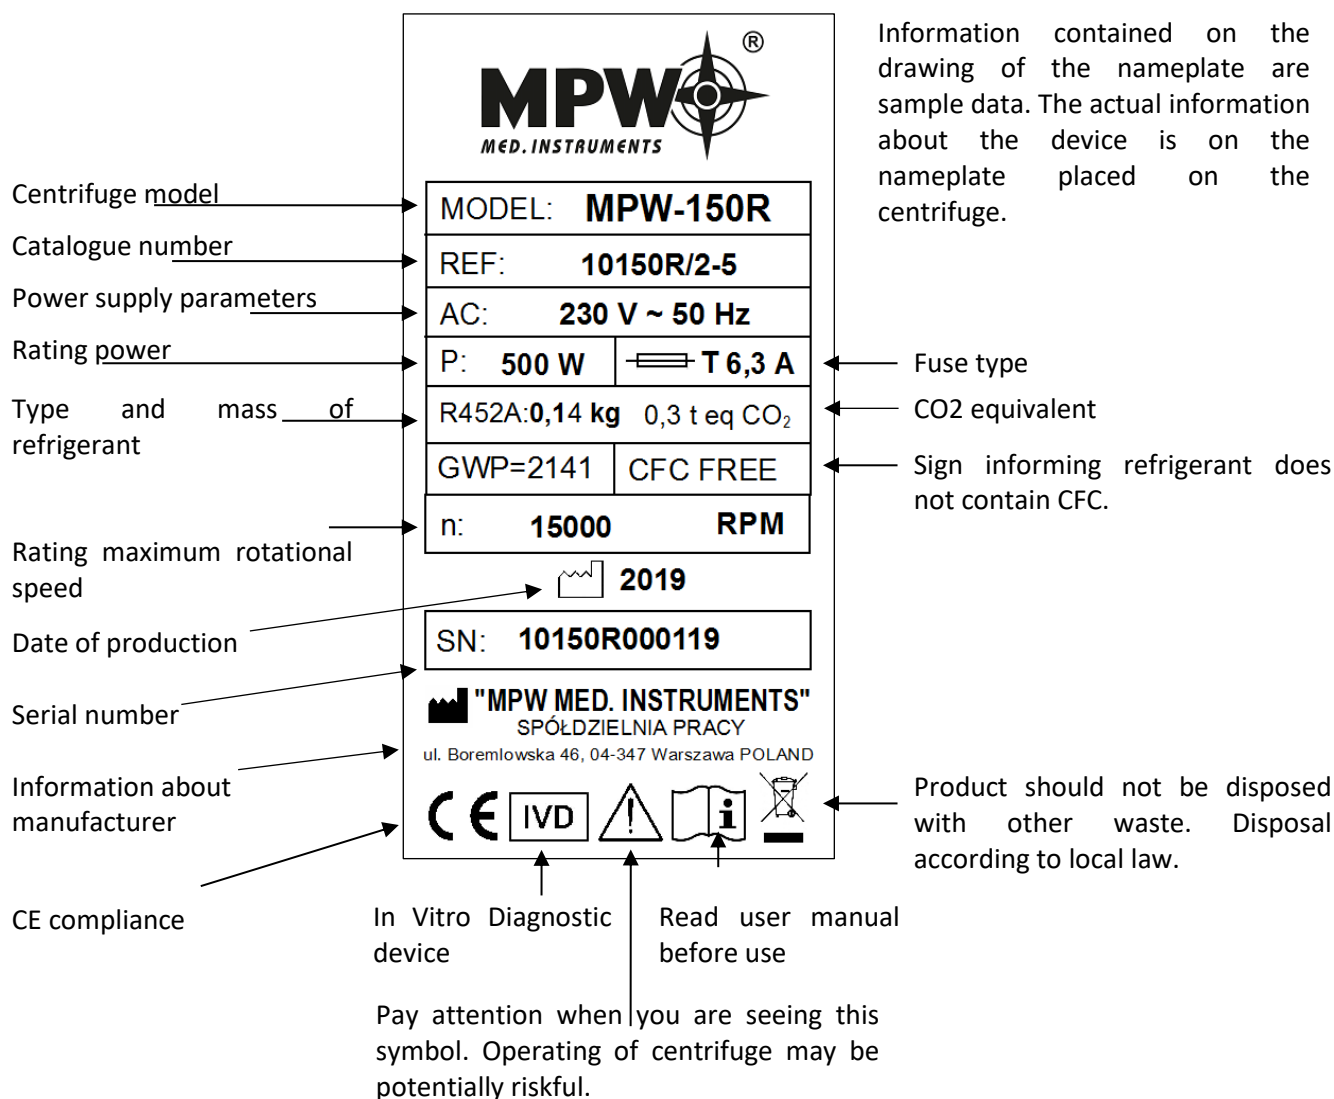 ®
MPW
MED. INSTRUMENTS
Information contained on the
drawing of the nameplate are
sample data. The actual information
about the device is on the
nameplate placed on the
centrifuge.
Centrifuge model
MODEL: MPW-150R
Catalogue number
REF: 10150R/2-5
Power supply parameters
AC: 230 V ~ 50 Hz
Rating power
P: 500 W
T 6,3 A
Fuse type
Type and mass of
refrigerant
R452A:0,14 kg 0,3 t eq CO₂
CO2 equivalent
GWP=2141
CFC FREE
Sign informing refrigerant does
not contain CFC.
n: 15000 RPM
Rating maximum rotational
speed
2019
Date of production
SN: 10150R000119
Serial number
"MPW MED. INSTRUMENTS"
SPÓŁDZIELNIA PRACY
ul. Boremlowska 46, 04-347 Warszawa POLAND
Information about
manufacturer
CE
IVD
!
i
Product should not be disposed
with other waste. Disposal
according to local law.
CE compliance
In Vitro Diagnostic
device
Read user manual
before use
Pay attention when you are seeing this
symbol. Operating of centrifuge may be
potentially riskful.